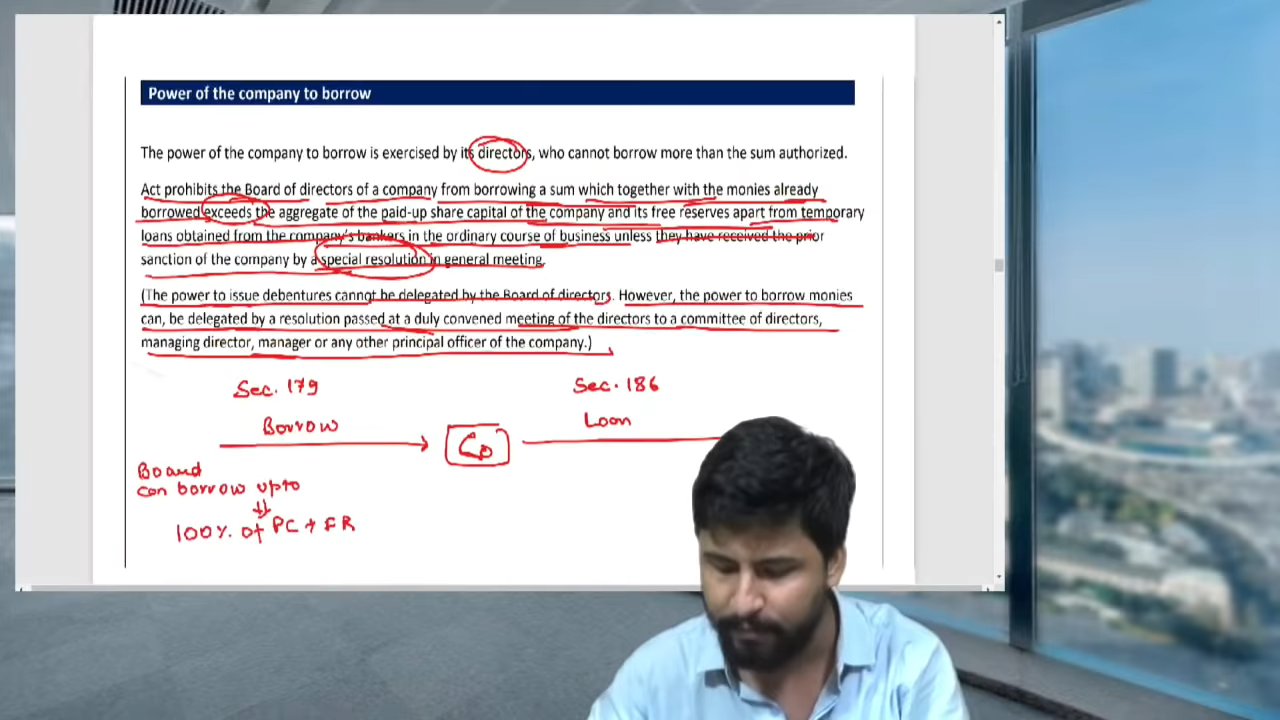 Power of the company to borrow
The power of the company to borrow is exercised by its directors, who cannot borrow more than the sum authorized.
Act prohibits the Board of directors of a company from borrowing a sum which together with the monies already
borrowed exceeds the aggregate of the paid-up share capital of the company and its free reserves apart from temporary
loans obtained from the company's bankers in the ordinary course of business unless they have received the prior
sanction of the company by a special resolution in general meeting.
(The power to issue debentures cannot be delegated by the Board of directors. However, the power to borrow monies
can, be delegated by a resolution passed at a duly convened meeting of the directors to a committee of directors,
managing director, manager or any other principal officer of the company.)
Sec. 179
Sec. 186
Borrow
Loan
Co
Board
can borrow upto
100% of PC + FR